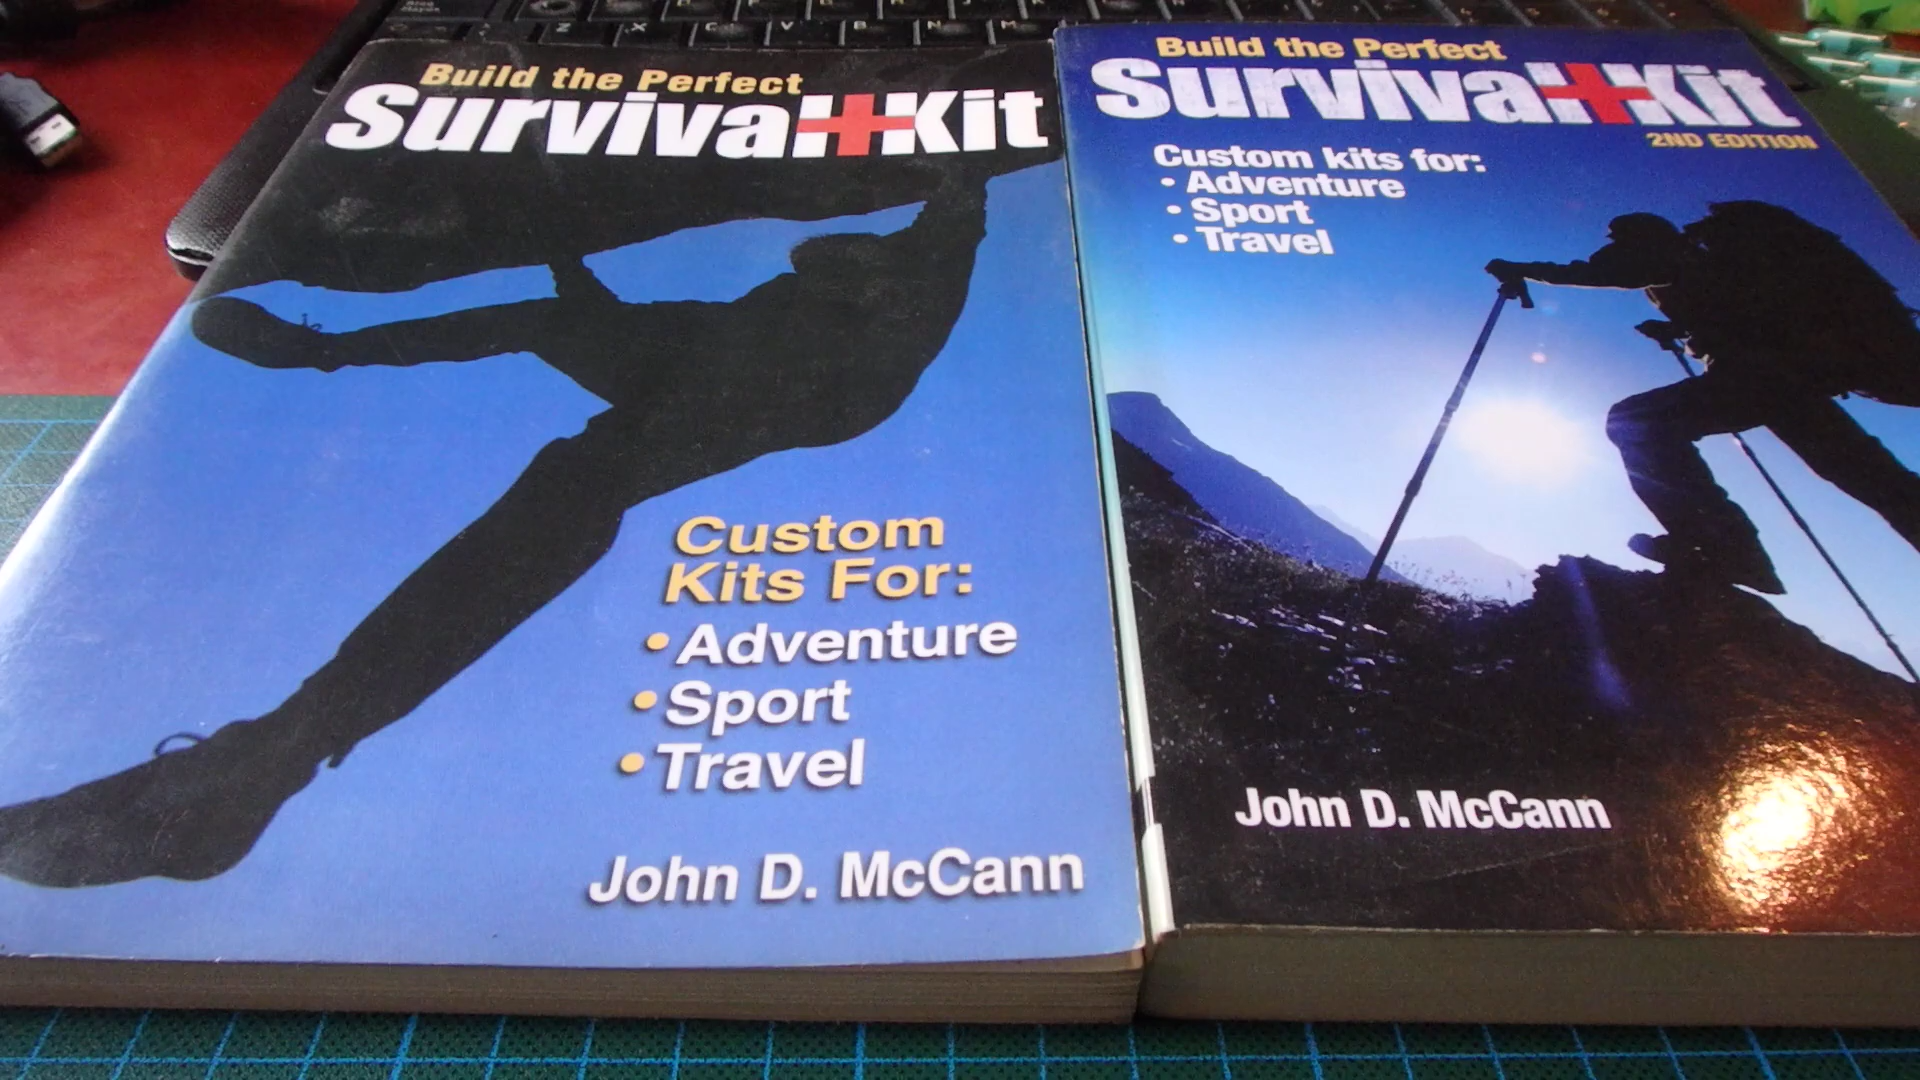 Build the Perfect
Survival Kit
Custom
Kits For:
• Adventure
• Sport
• Travel
John D. McCann
Build the Perfect
Survival Kit
2ND EDITION
Custom kits for:
• Adventure
• Sport
• Travel
John D. McCann
Z X C V B N M